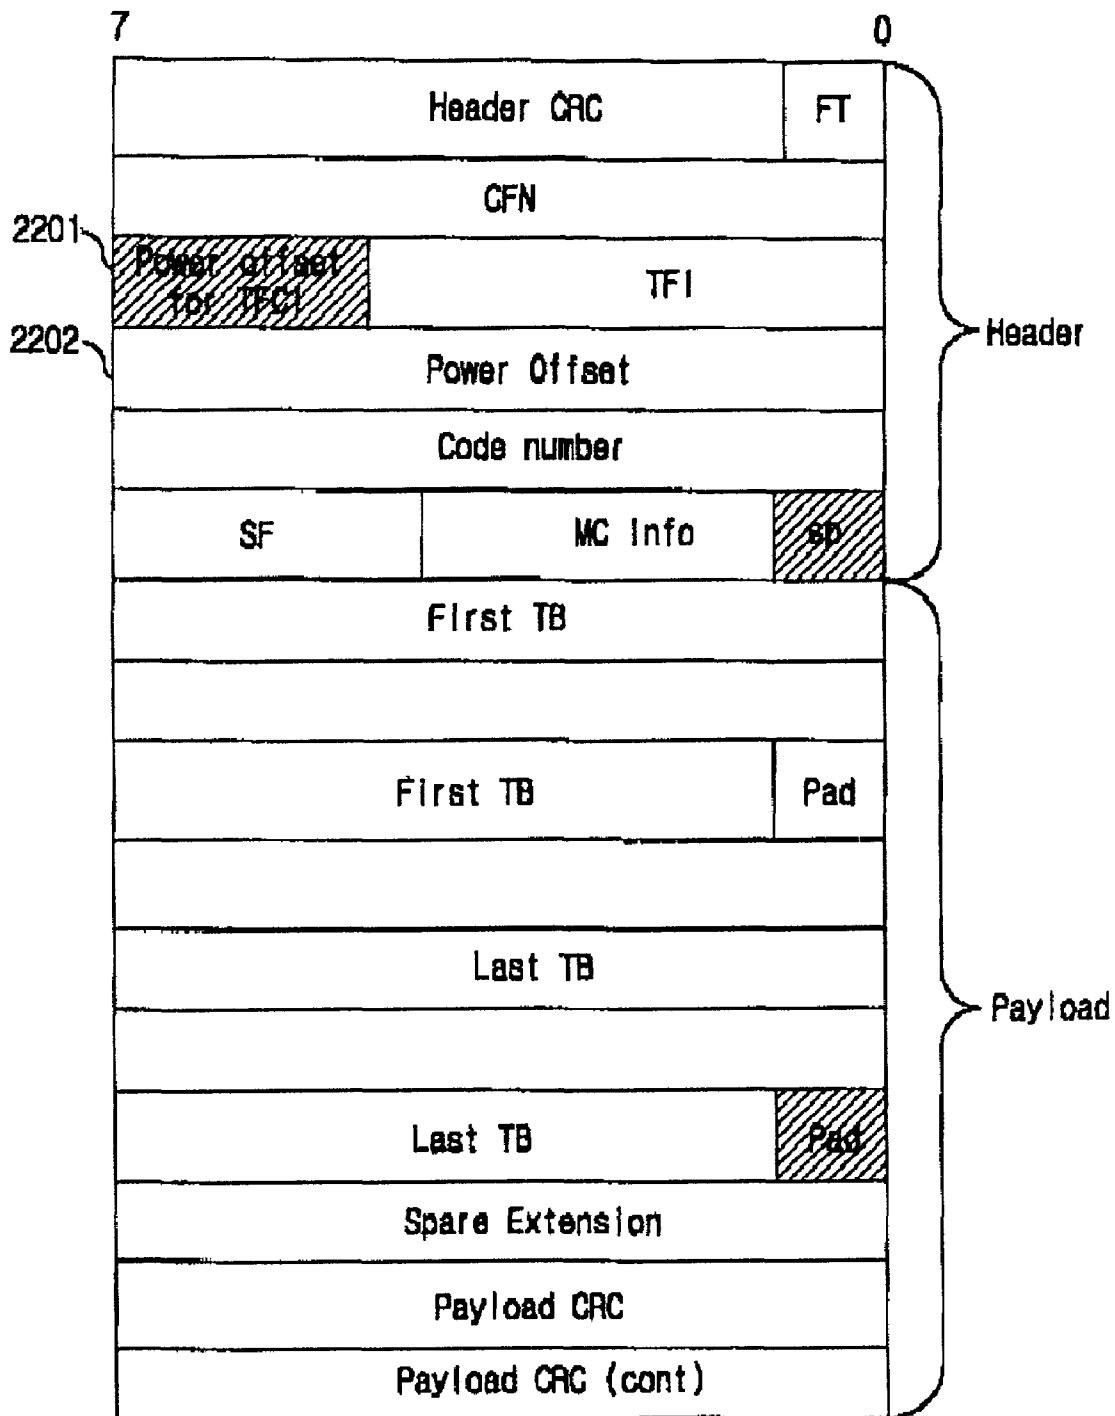 7 0
Header CRC FT
CFN
2201
Power offset
for TFCI
TFI
2202
Power Offset
Header
Code number
SF MC Info sp
First TB
First TB Pad
Last TB
Payload
Last TB Pad
Spare Extension
Payload CRC
Payload CRC (cont)